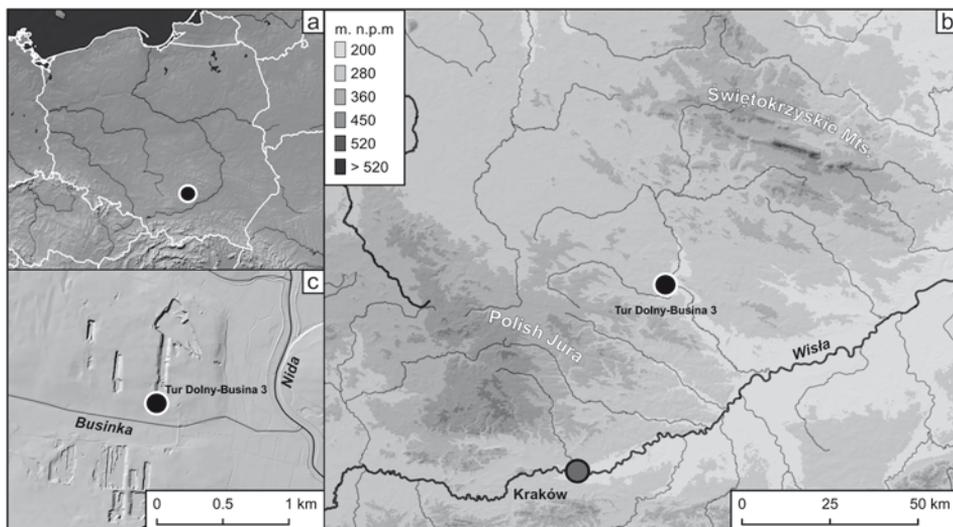 a
m. n.p.m
200
280
360
450
520
> 520
b
Świętokrzyskie Mts.
Tur Dolny-Busina 3
Polish Jura
Wisła
Kraków
0 25 50 km
c
Nida
Tur Dolny-Busina 3
Businka
0 0.5 1 km